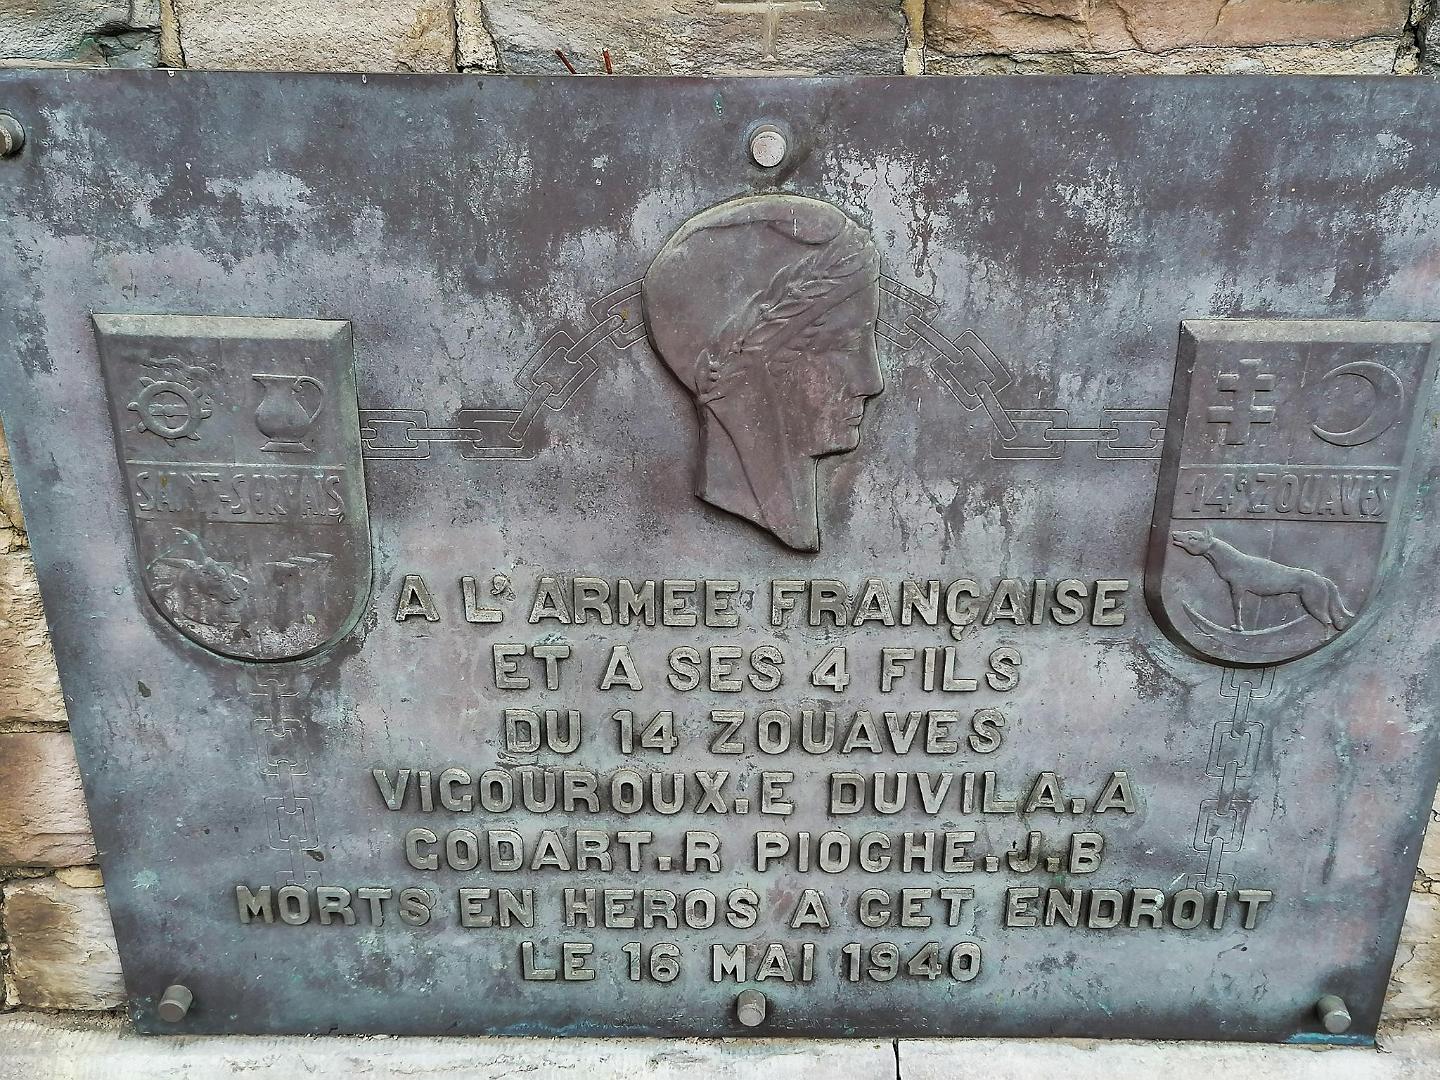 SAINT-SERVAIS
14e ZOUAVES
A L'ARMEE FRANÇAISE
ET A SES 4 FILS
DU 14 ZOUAVES
VIGOUROUX.E DUVILA.A
GODART.R PIOCHE.J.B
MORTS EN HEROS A CET ENDROIT
LE 16 MAI 1940